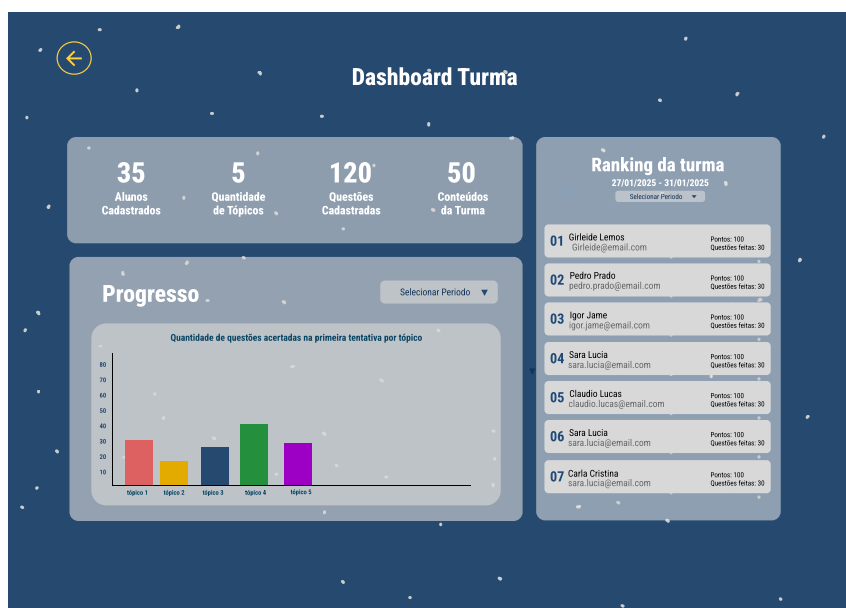 Dashboard Turma
35
Alunos
Cadastrados
5
Quantidade
de Tópicos
120
Questões
Cadastradas
50
Conteúdos
da Turma
Progresso
Selecionar Periodo
Quantidade de questões acertadas na primeira tentativa por tópico
80
70
60
50
40
30
20
10
tópico 1 tópico 2 tópico 3 tópico 4 tópico 5
Ranking da turma
27/01/2025 - 31/01/2025
Selecionar Periodo
01 Girleide Lemos
Girleide@email.com
Pontos: 100
Questões feitas: 30
02 Pedro Prado
pedro.prado@email.com
Pontos: 100
Questões feitas: 30
03 Igor Jame
igor.jame@email.com
Pontos: 100
Questões feitas: 30
04 Sara Lucia
sara.lucia@email.com
Pontos: 100
Questões feitas: 30
05 Claudio Lucas
claudio.lucas@email.com
Pontos: 100
Questões feitas: 30
06 Sara Lucia
sara.lucia@email.com
Pontos: 100
Questões feitas: 30
07 Carla Cristina
sara.lucia@email.com
Pontos: 100
Questões feitas: 30